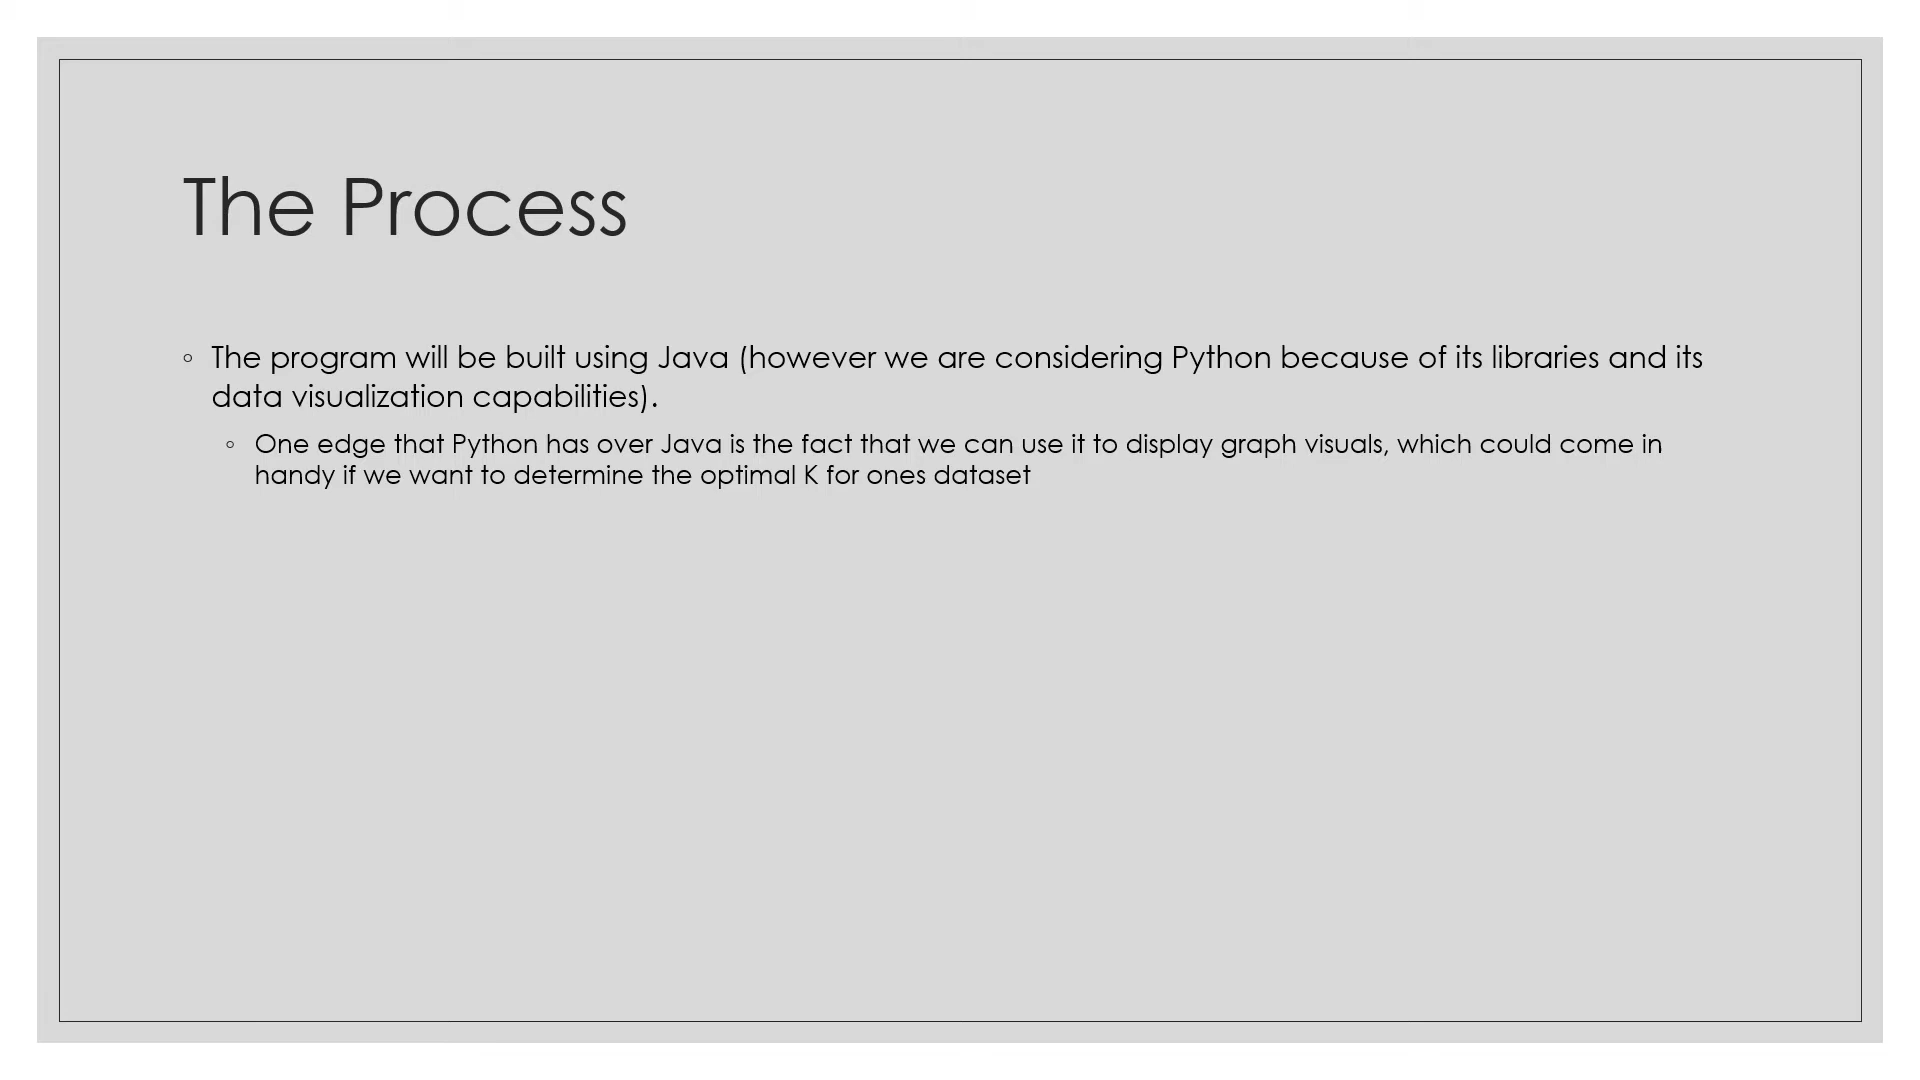 The Process
◦ The program will be built using Java (however we are considering Python because of its libraries and its
data visualization capabilities).
◦ One edge that Python has over Java is the fact that we can use it to display graph visuals, which could come in
handy if we want to determine the optimal K for ones dataset